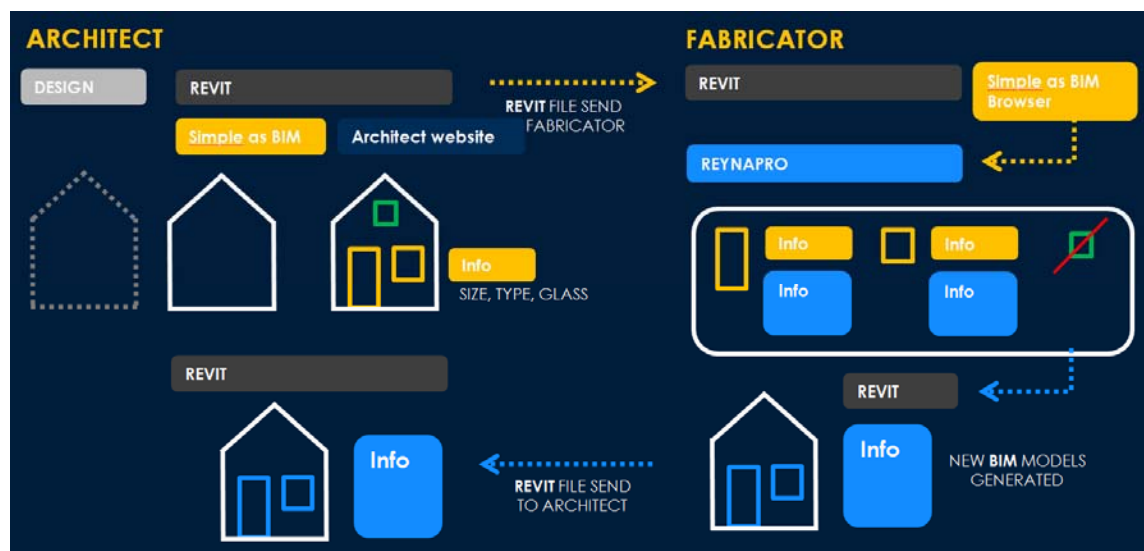 ARCHITECT
DESIGN
REVIT
Simple as BIM
Architect website
REVIT FILE SEND
FABRICATOR
Info
SIZE, TYPE, GLASS
FABRICATOR
REVIT
Simple as BIM
Browser
REYNAPRO
Info
Info
Info
Info
REVIT
Info
NEW BIM MODELS
GENERATED
REVIT FILE SEND
TO ARCHITECT
REVIT
Info